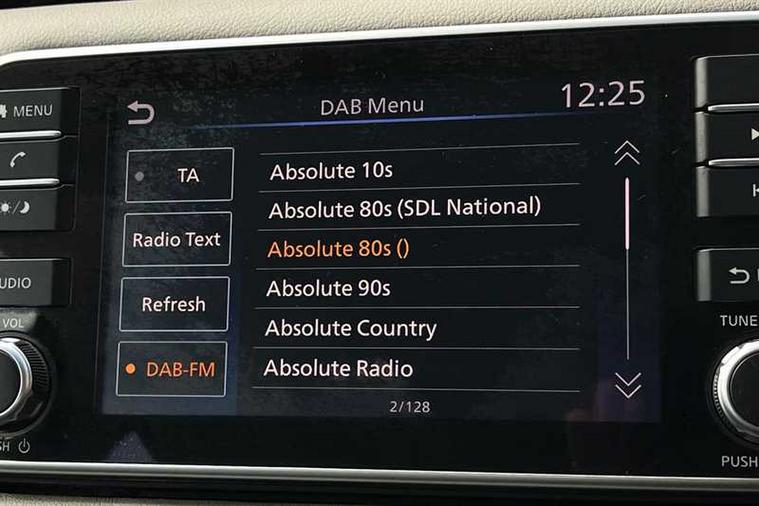 MENU
VOL
DAB Menu
12:25
TA
Radio Text
Refresh
DAB-FM
Absolute 10s
Absolute 80s (SDL National)
Absolute 80s ()
Absolute 90s
Absolute Country
Absolute Radio
2/128
TUNE
PUSH